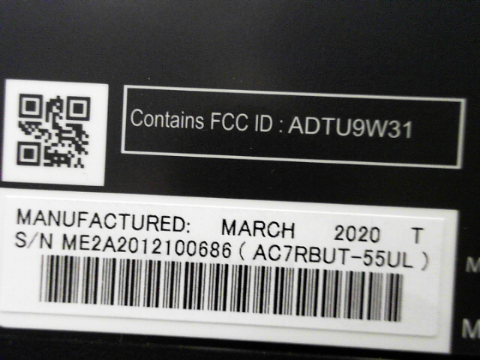 Contains FCC ID : ADTU9W31
MANUFACTURED: MARCH 2020 T
S/N ME2A2012100686 ( AC7RBUT-55UL )
M
M